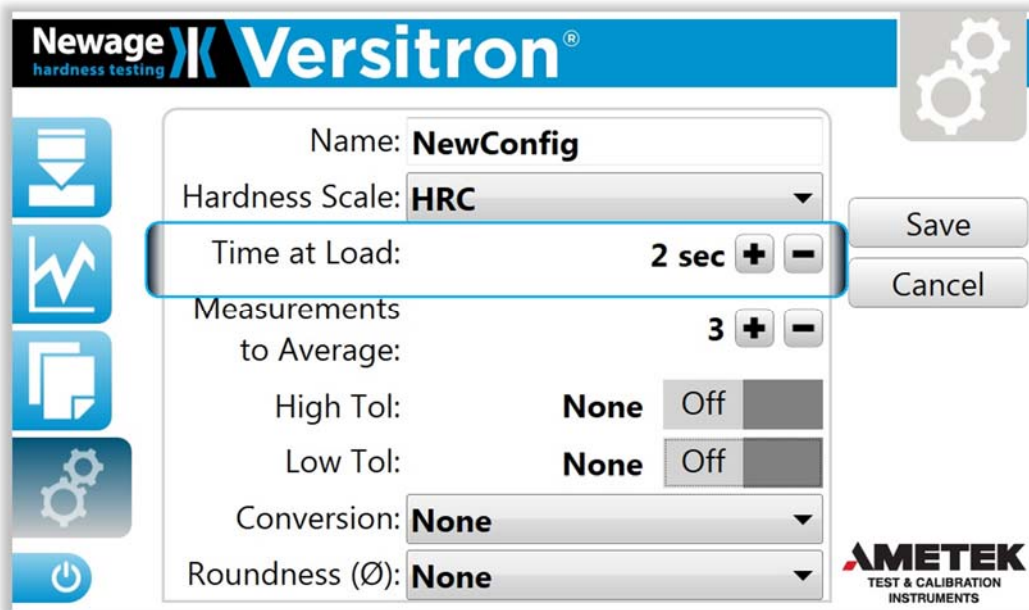 Newage Versitron®
hardness testing
Name: NewConfig
Hardness Scale: HRC
Time at Load: 2 sec + -
Save
Cancel
Measurements
to Average: 3 + -
High Tol: None Off
Low Tol: None Off
Conversion: None
Roundness (Ø): None
AMETEK
TEST & CALIBRATION
INSTRUMENTS